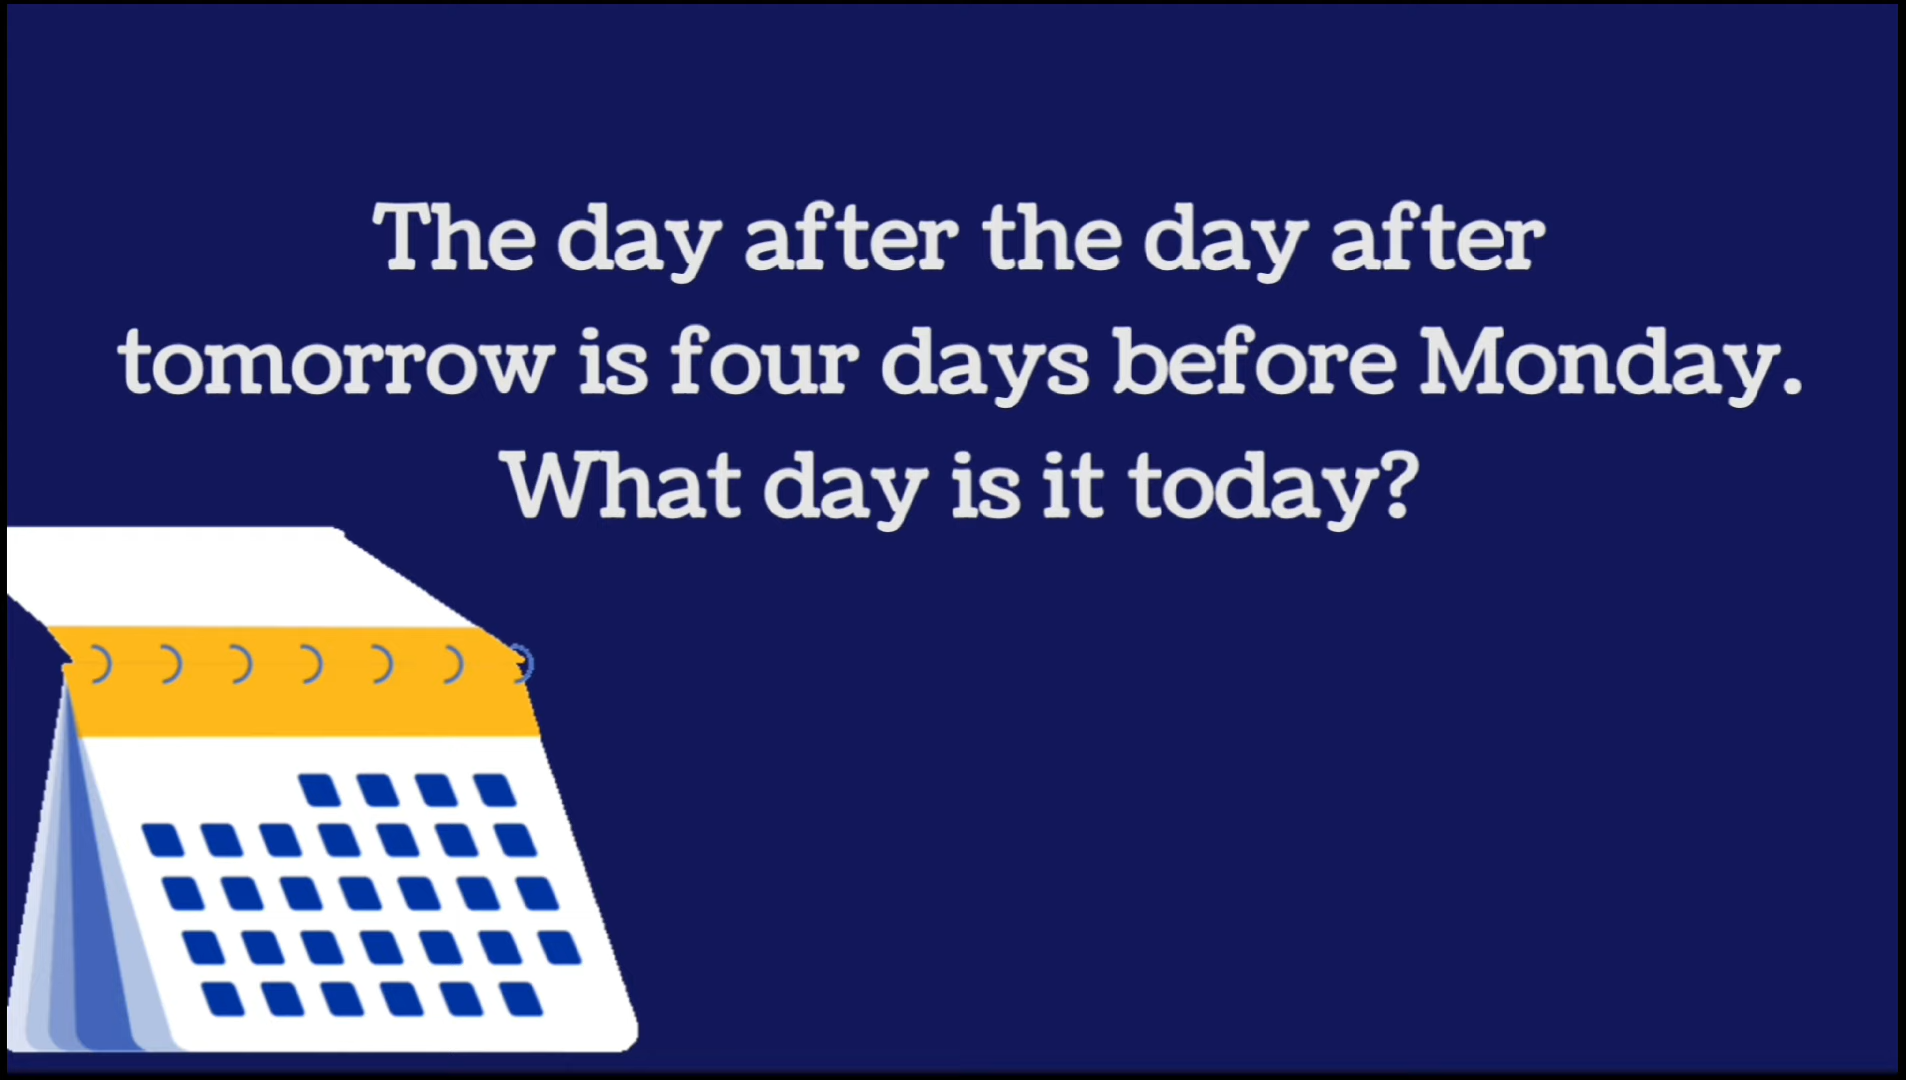 The day after the day after
tomorrow is four days before Monday.
What day is it today?